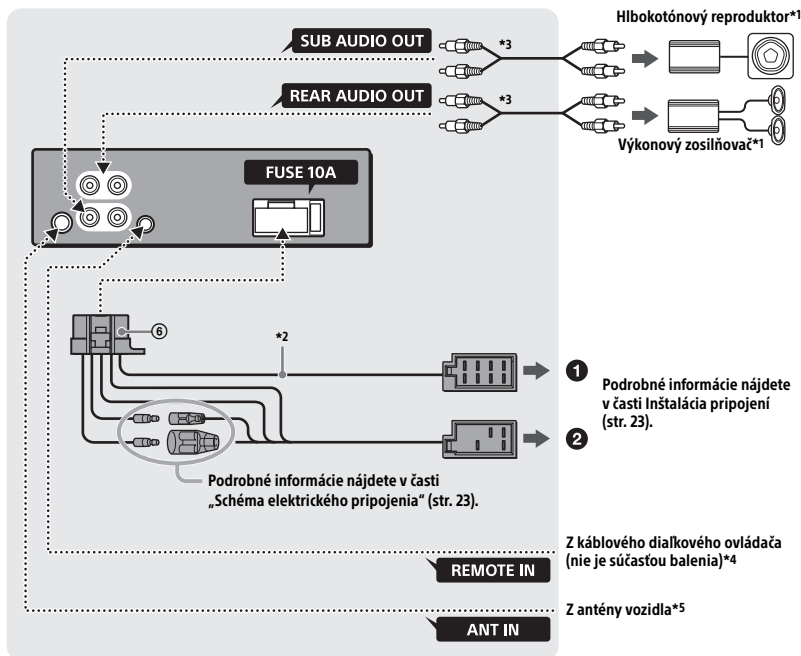 Hlbokotónový reproduktor*1
SUB AUDIO OUT
*3
REAR AUDIO OUT
*3
Výkonový zosilňovač*1
FUSE 10A
⑥
*2
❶
Podrobné informácie nájdete
v časti Inštalácia pripojení
(str. 23).
❷
Podrobné informácie nájdete v časti
„Schéma elektrického pripojenia“ (str. 23).
Z káblového diaľkového ovládača
(nie je súčasťou balenia)*4
REMOTE IN
Z antény vozidla*5
ANT IN